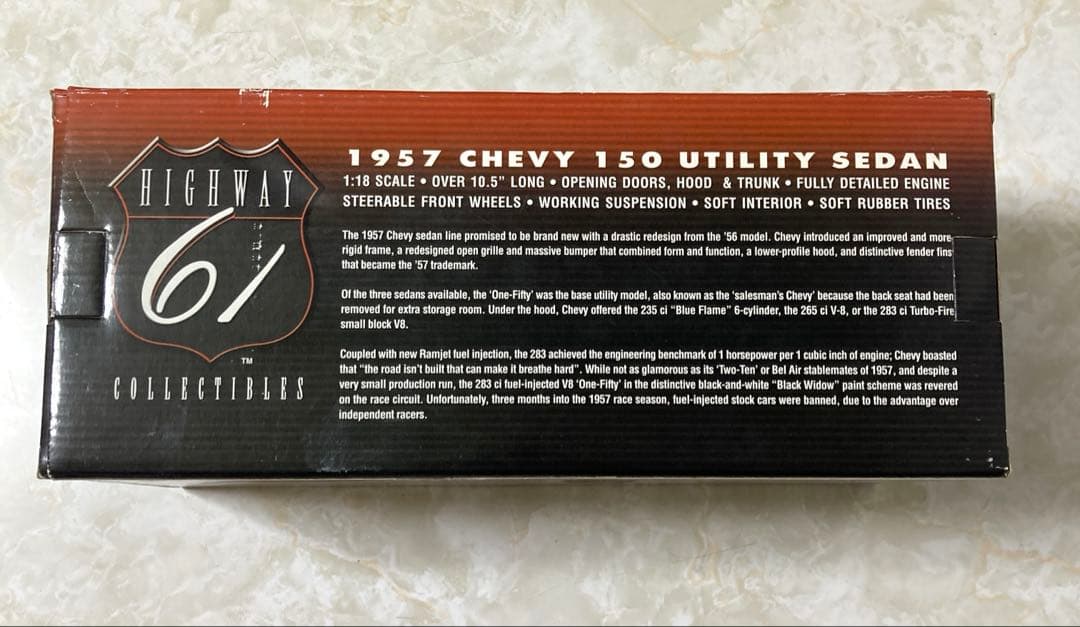 HIGHWAY
61
TM
COLLECTIBLES
1957 CHEVY 150 UTILITY SEDAN
1:18 SCALE • OVER 10.5” LONG • OPENING DOORS, HOOD & TRUNK • FULLY DETAILED ENGINE
STEERABLE FRONT WHEELS • WORKING SUSPENSION • SOFT INTERIOR • SOFT RUBBER TIRES
The 1957 Chevy sedan line promised to be brand new with a drastic redesign from the '56 model. Chevy introduced an improved and more
rigid frame, a redesigned open grille and massive bumper that combined form and function, a lower-profile hood, and distinctive fender fins
that became the '57 trademark.
Of the three sedans available, the 'One-Fifty' was the base utility model, also known as the 'salesman's Chevy' because the back seat had been
removed for extra storage room. Under the hood, Chevy offered the 235 ci “Blue Flame” 6-cylinder, the 265 ci V-8, or the 283 ci Turbo-Fire
small block V8.
Coupled with new Ramjet fuel injection, the 283 achieved the engineering benchmark of 1 horsepower per 1 cubic inch of engine; Chevy boasted
that “the road isn't built that can make it breathe hard”. While not as glamorous as its 'Two-Ten' or Bel Air stablemates of 1957, and despite a
very small production run, the 283 ci fuel-injected V8 'One-Fifty' in the distinctive black-and-white “Black Widow” paint scheme was revered
on the race circuit. Unfortunately, three months into the 1957 race season, fuel-injected stock cars were banned, due to the advantage over
independent racers.